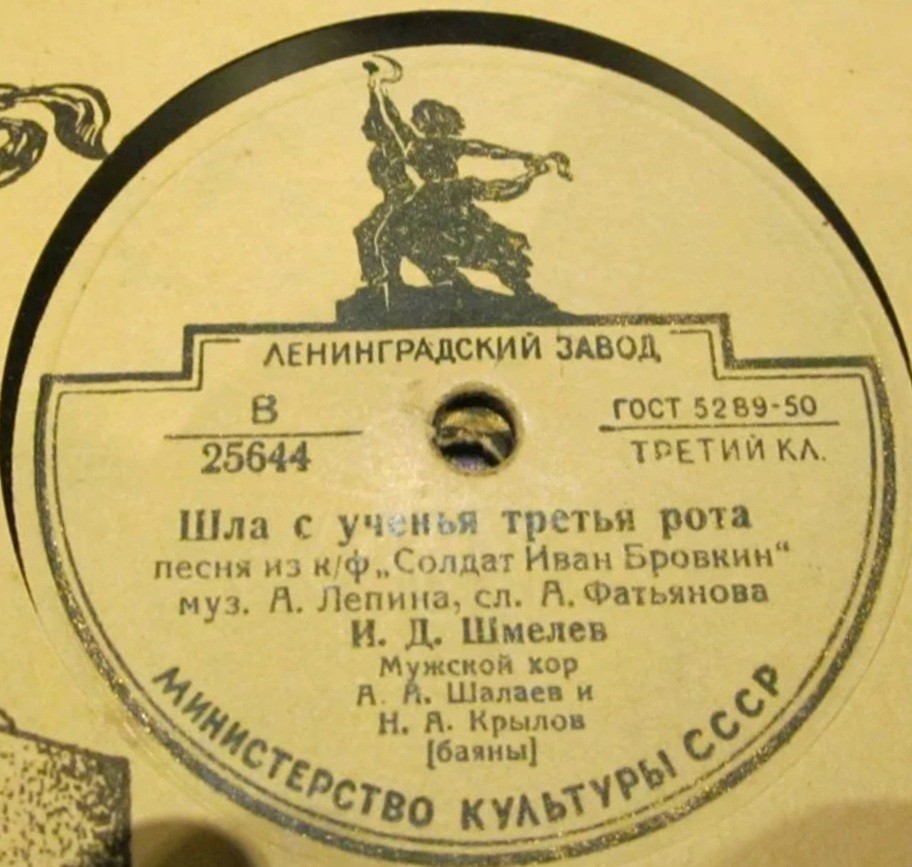 ЛЕНИНГРАДСКИЙ ЗАВОД
В
25644
ГОСТ 5289-50
ТРЕТИЙ КЛ.
Шла с ученья третья рота
песня из к/ф „Солдат Иван Бровкин“
муз. А. Лепина, сл. А. Фатьянова
И. Д. Шмелев
Мужской хор
А. А. Шалаев и
Н. А. Крылов
[баяны]
МИНИСТЕРСТВО КУЛЬТУРЫ СССР